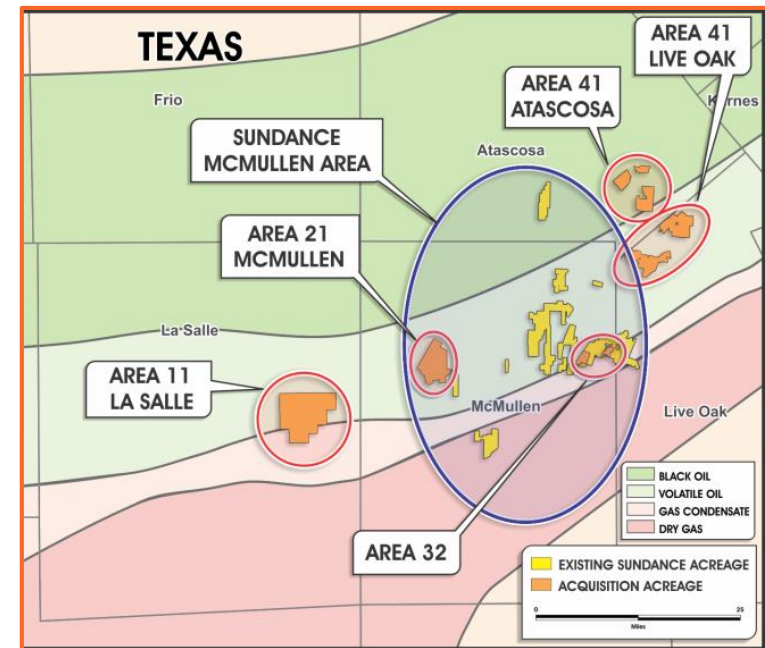 TEXAS
AREA 41
LIVE OAK
AREA 41
ATASCOSA
Frio
Karnes
SUNDANCE
MCMULLEN AREA
Atascosa
AREA 21
MCMULLEN
La Salle
AREA 11
LA SALLE
McMullen
Live Oak
AREA 32
BLACK OIL
VOLATILE OIL
GAS CONDENSATE
DRY GAS
EXISTING SUNDANCE ACREAGE
ACQUISITION ACREAGE
0 25
Miles